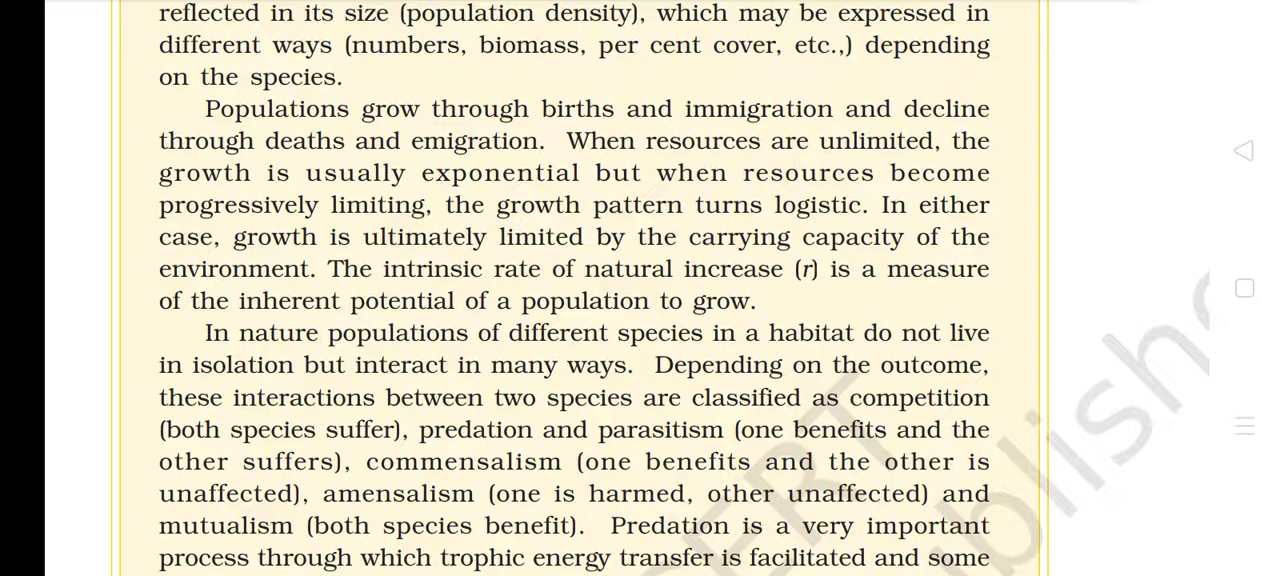 reflected in its size (population density), which may be expressed in
different ways (numbers, biomass, per cent cover, etc.,) depending
on the species.
Populations grow through births and immigration and decline
through deaths and emigration. When resources are unlimited, the
growth is usually exponential but when resources become
progressively limiting, the growth pattern turns logistic. In either
case, growth is ultimately limited by the carrying capacity of the
environment. The intrinsic rate of natural increase (r) is a measure
of the inherent potential of a population to grow.
In nature populations of different species in a habitat do not live
in isolation but interact in many ways. Depending on the outcome,
these interactions between two species are classified as competition
(both species suffer), predation and parasitism (one benefits and the
other suffers), commensalism (one benefits and the other is
unaffected), amensalism (one is harmed, other unaffected) and
mutualism (both species benefit). Predation is a very important
process through which trophic energy transfer is facilitated and some